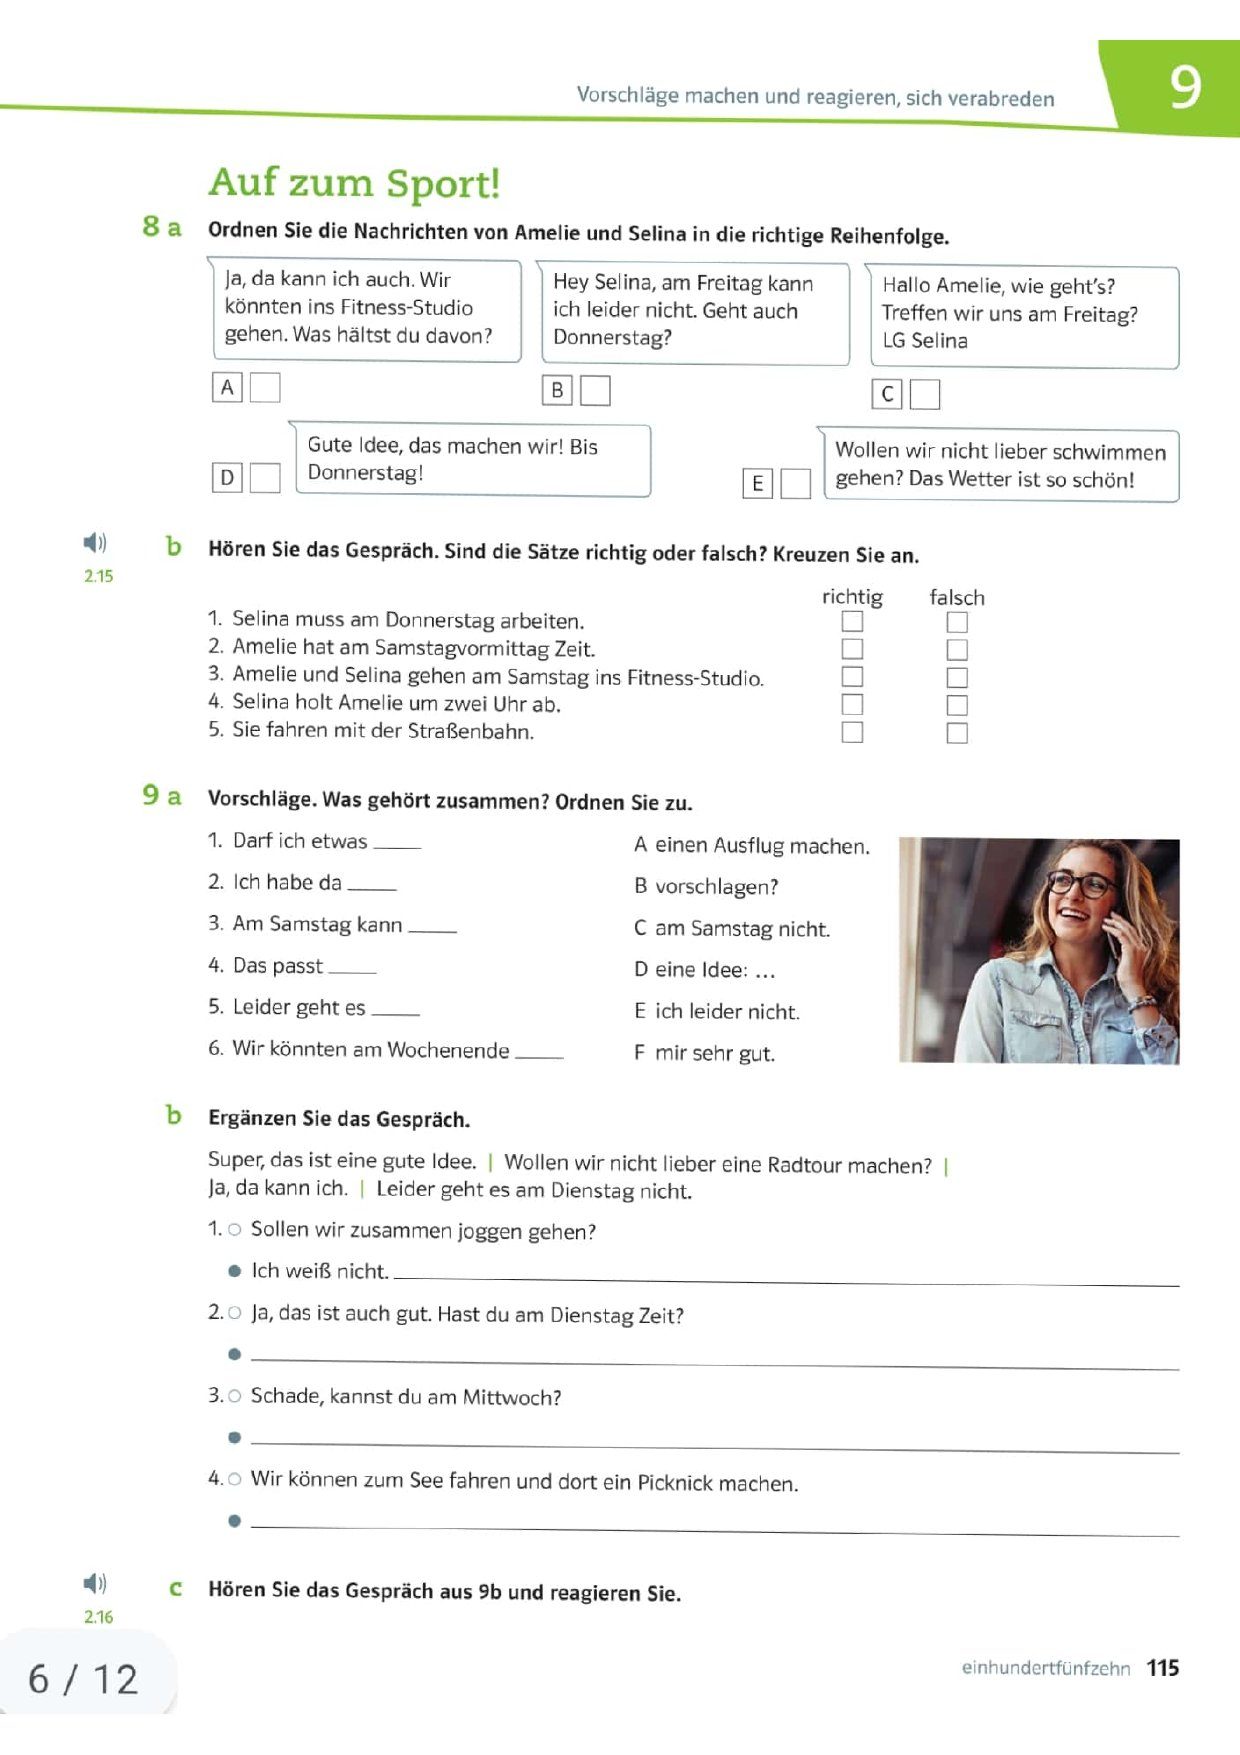 Vorschläge machen und reagieren, sich verabreden
9
Auf zum Sport!
8 a Ordnen Sie die Nachrichten von Amelie und Selina in die richtige Reihenfolge.
Ja, da kann ich auch. Wir
könnten ins Fitness-Studio
gehen. Was hältst du davon?
A
Hey Selina, am Freitag kann
ich leider nicht. Geht auch
Donnerstag?
B
Hallo Amelie, wie geht's?
Treffen wir uns am Freitag?
LG Selina
C
Gute Idee, das machen wir! Bis
Donnerstag!
D
Wollen wir nicht lieber schwimmen
gehen? Das Wetter ist so schön!
E
2.15
b Hören Sie das Gespräch. Sind die Sätze richtig oder falsch? Kreuzen Sie an.
richtig falsch
1. Selina muss am Donnerstag arbeiten.
2. Amelie hat am Samstagvormittag Zeit.
3. Amelie und Selina gehen am Samstag ins Fitness-Studio.
4. Selina holt Amelie um zwei Uhr ab.
5. Sie fahren mit der Straßenbahn.
9 a Vorschläge. Was gehört zusammen? Ordnen Sie zu.
1. Darf ich etwas ____ A einen Ausflug machen.
2. Ich habe da ____ B vorschlagen?
3. Am Samstag kann ____ C am Samstag nicht.
4. Das passt ____ D eine Idee: ...
5. Leider geht es ____ E ich leider nicht.
6. Wir könnten am Wochenende ____ F mir sehr gut.
b Ergänzen Sie das Gespräch.
Super, das ist eine gute Idee. | Wollen wir nicht lieber eine Radtour machen? |
Ja, da kann ich. | Leider geht es am Dienstag nicht.
1. ○ Sollen wir zusammen joggen gehen?
● Ich weiß nicht. ____
2. ○ Ja, das ist auch gut. Hast du am Dienstag Zeit?
● ____
3. ○ Schade, kannst du am Mittwoch?
● ____
4. ○ Wir können zum See fahren und dort ein Picknick machen.
● ____
2.16
c Hören Sie das Gespräch aus 9b und reagieren Sie.
6 / 12
einhundertfünfzehn 115